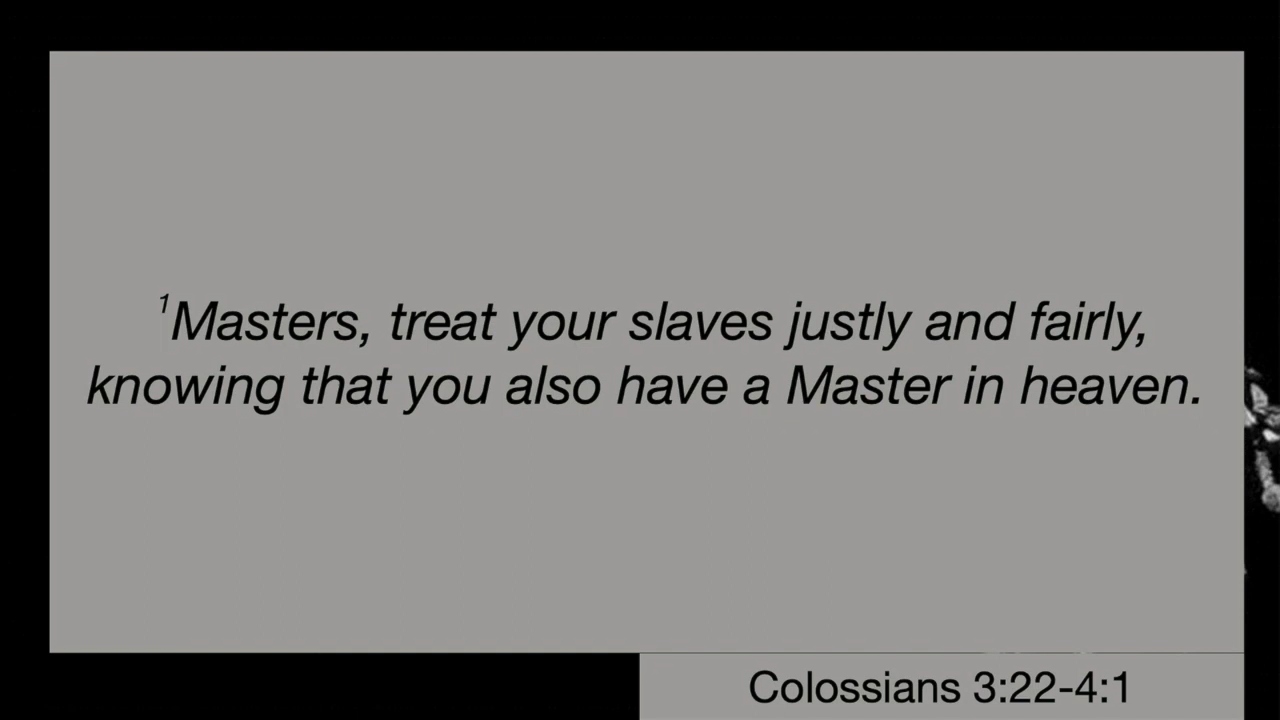 ¹Masters, treat your slaves justly and fairly,
knowing that you also have a Master in heaven.
Colossians 3:22-4:1